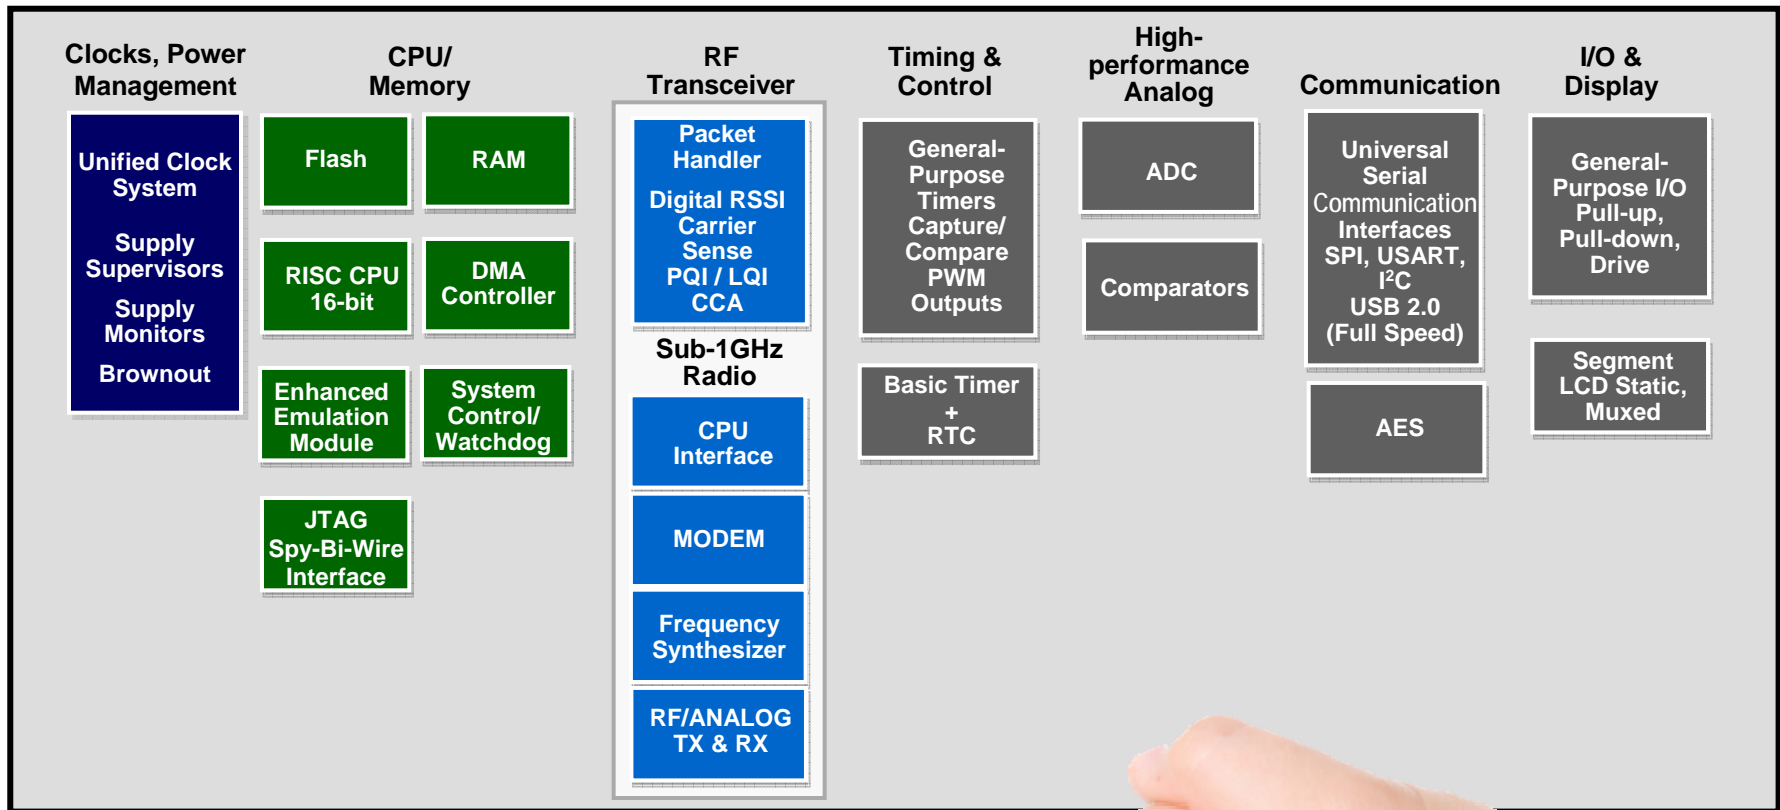 Clocks, Power
Management
Unified Clock
System
Supply
Supervisors
Supply
Monitors
Brownout
CPU/
Memory
Flash
RAM
RISC CPU
16-bit
DMA
Controller
Enhanced
Emulation
Module
System
Control/
Watchdog
JTAG
Spy-Bi-Wire
Interface
RF
Transceiver
Packet
Handler
Digital RSSI
Carrier
Sense
PQI / LQI
CCA
Sub-1GHz
Radio
CPU
Interface
MODEM
Frequency
Synthesizer
RF/ANALOG
TX & RX
Timing &
Control
General-
Purpose
Timers
Capture/
Compare
PWM
Outputs
Basic Timer
+
RTC
High-
performance
Analog
ADC
Comparators
Communication
Universal
Serial
Communication
Interfaces
SPI, USART,
I²C
USB 2.0
(Full Speed)
AES
I/O &
Display
General-
Purpose I/O
Pull-up,
Pull-down,
Drive
Segment
LCD Static,
Muxed